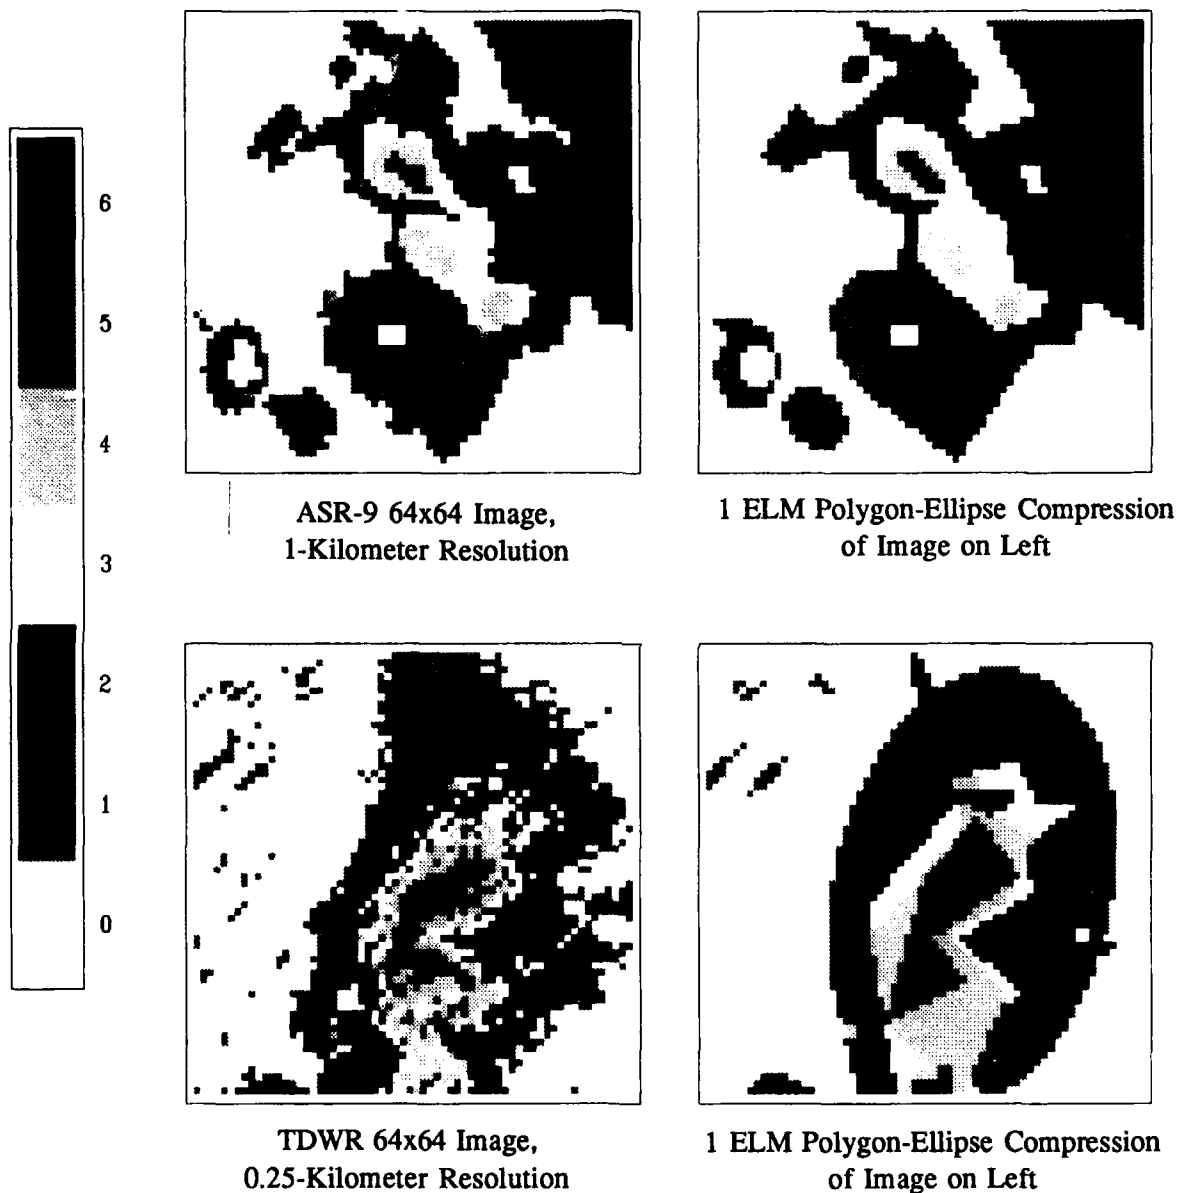 6
5
4
3
2
1
0
ASR-9 64x64 Image,
1-Kilometer Resolution
1 ELM Polygon-Ellipse Compression
of Image on Left
TDWR 64x64 Image,
0.25-Kilometer Resolution
1 ELM Polygon-Ellipse Compression
of Image on Left